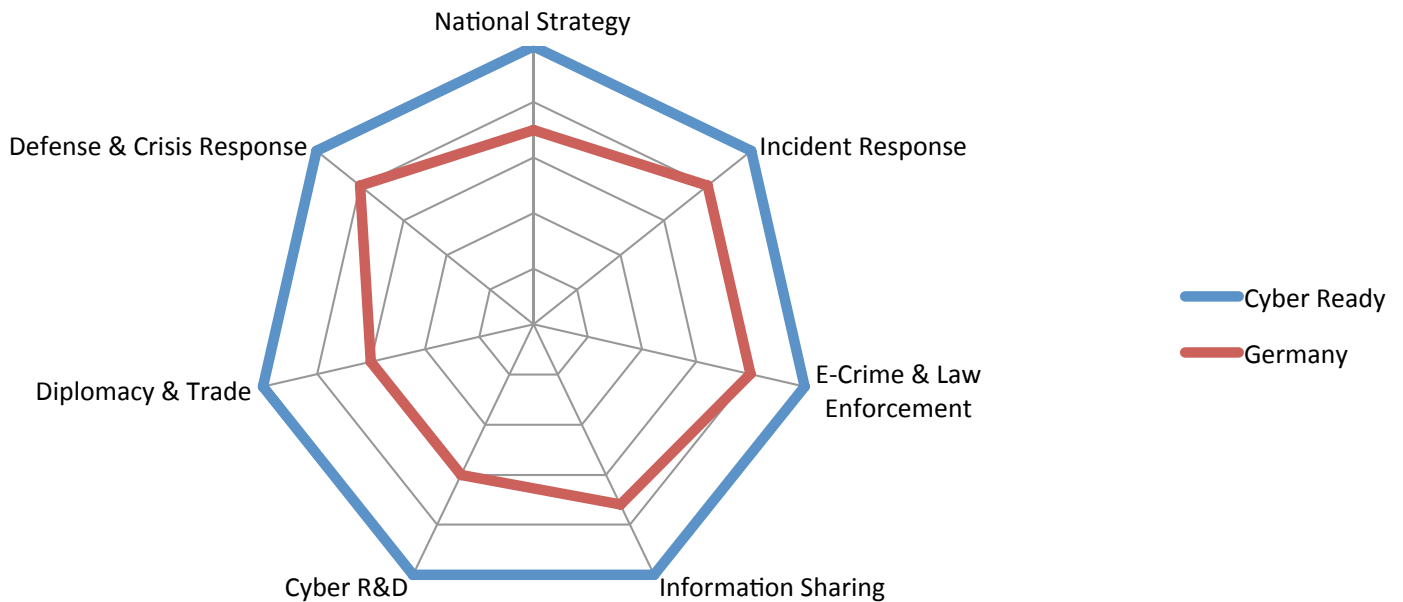 National Strategy
Defense & Crisis Response
Incident Response
Cyber Ready
Germany
E-Crime & Law
Enforcement
Diplomacy & Trade
Cyber R&D
Information Sharing